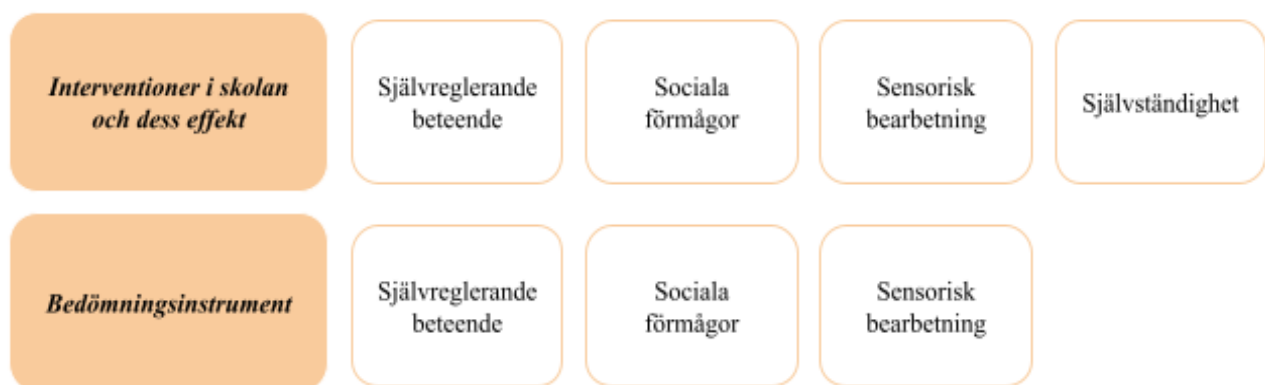 Interventioner i skolan
och dess effekt
Självreglerande
beteende
Sociala
förmågor
Sensorisk
bearbetning
Självständighet
Bedömningsinstrument
Självreglerande
beteende
Sociala
förmågor
Sensorisk
bearbetning